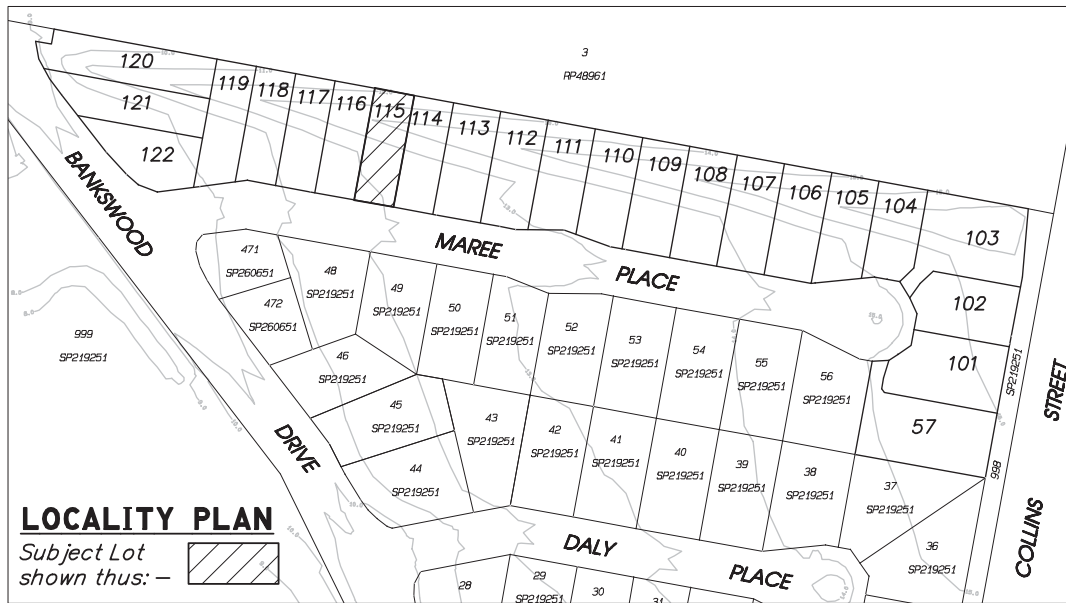 3
RP48961
120
119
118
117
116
115
114
113
112
111
110
109
108
107
106
105
104
103
121
122
102
101
57
BANKSWOOD
DRIVE
MAREE
PLACE
471
SP260651
472
SP260651
48
SP219251
49
SP219251
50
SP219251
51
SP219251
52
SP219251
53
SP219251
54
SP219251
55
SP219251
56
SP219251
46
SP219251
45
SP219251
44
SP219251
43
SP219251
42
SP219251
41
SP219251
40
SP219251
39
SP219251
38
SP219251
37
SP219251
36
SP219251
999
SP219251
SP219251
998
COLLINS
STREET
DALY
PLACE
28
29
SP219251
30
31
LOCALITY PLAN
Subject Lot
shown thus: –